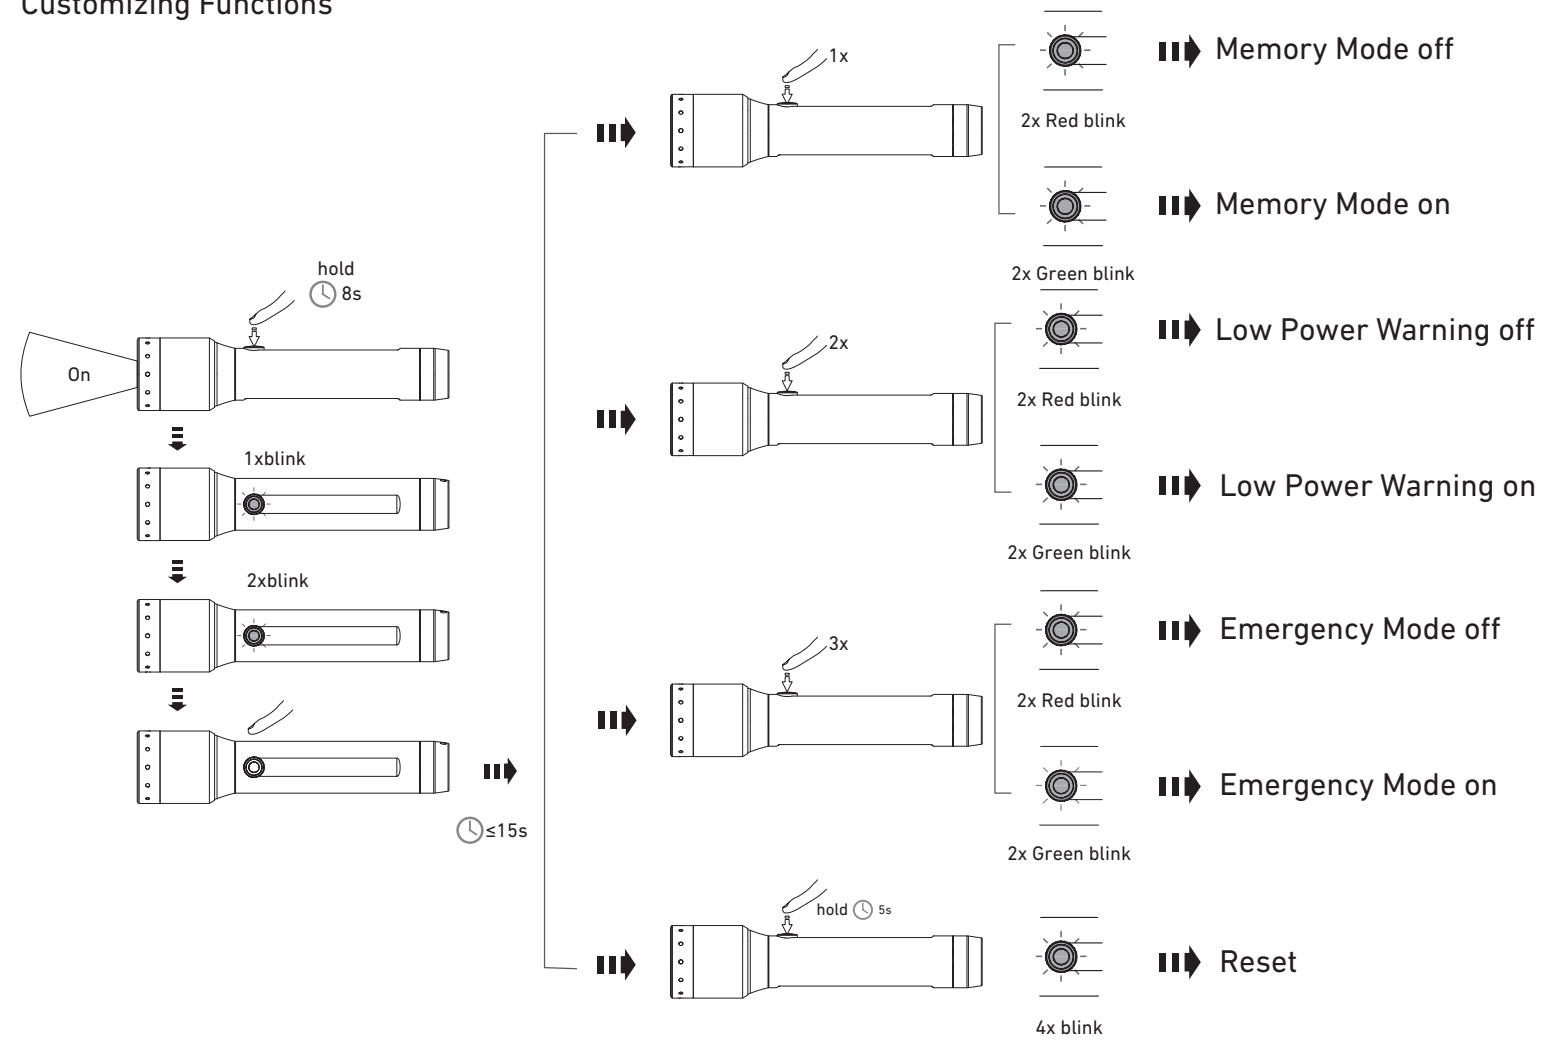 Customizing Functions
hold
8s
On
1xblink
2xblink
≤15s
1x
2x Red blink
Memory Mode off
2x Green blink
Memory Mode on
2x
2x Red blink
Low Power Warning off
2x Green blink
Low Power Warning on
3x
2x Red blink
Emergency Mode off
2x Green blink
Emergency Mode on
hold 5s
4x blink
Reset